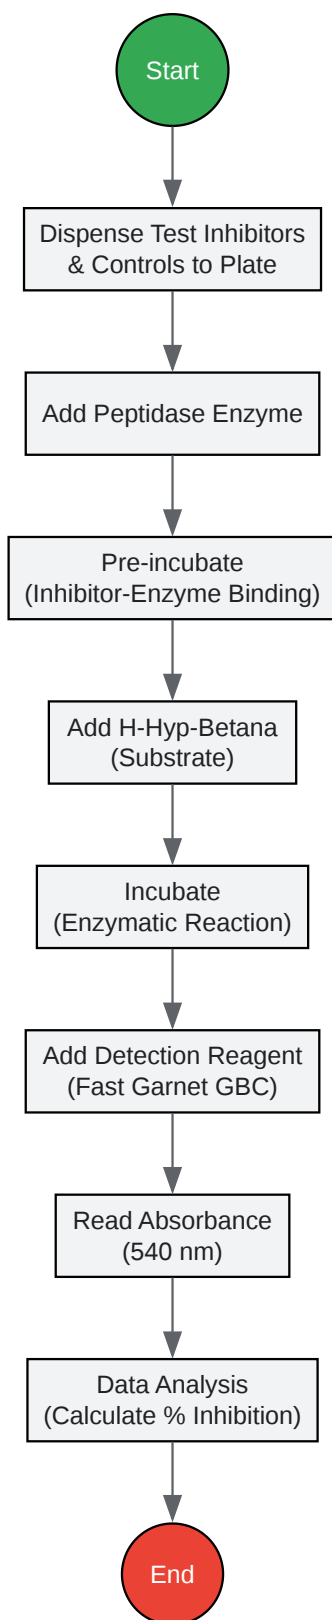 Start
Dispense Test Inhibitors
& Controls to Plate
Add Peptidase Enzyme
Pre-incubate
(Inhibitor-Enzyme Binding)
Add H-Hyp-Betana
(Substrate)
Incubate
(Enzymatic Reaction)
Add Detection Reagent
(Fast Garnet GBC)
Read Absorbance
(540 nm)
Data Analysis
(Calculate % Inhibition)
End